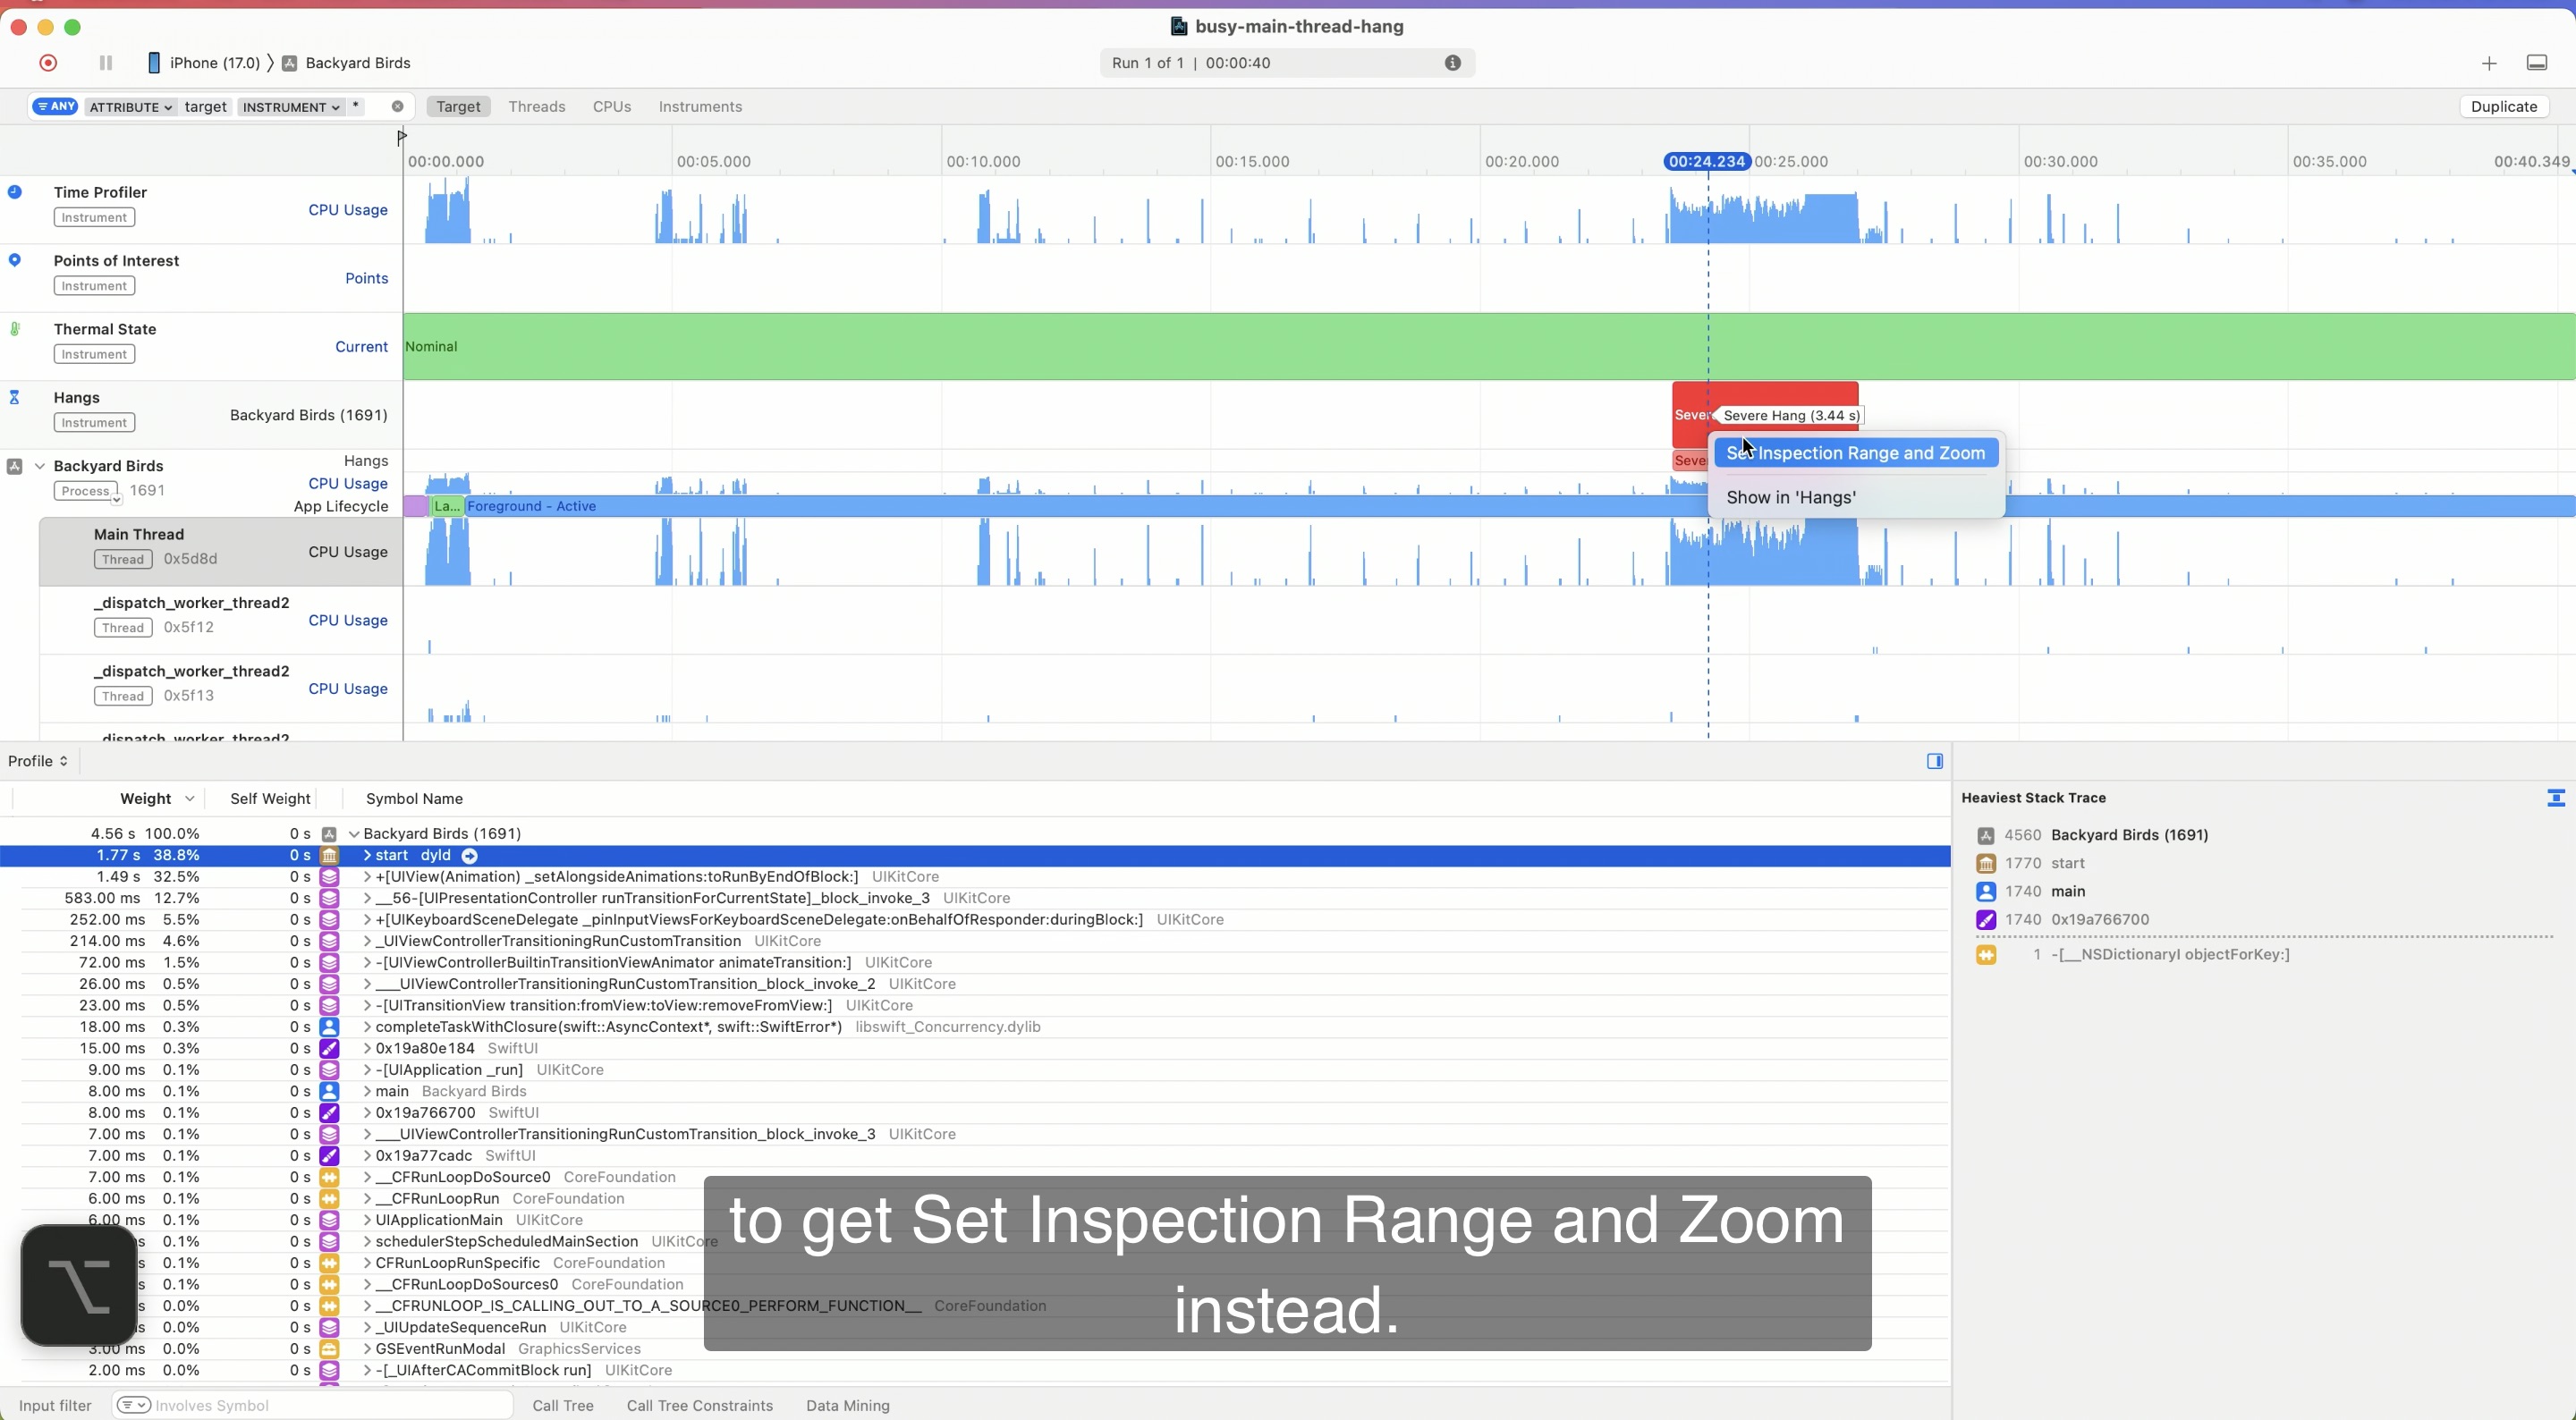 busy-main-thread-hang
iPhone (17.0) 〉 Backyard Birds
Run 1 of 1 | 00:00:40
ANY ATTRIBUTE target INSTRUMENT *
Target Threads CPUs Instruments
Duplicate
00:00.000 00:05.000 00:10.000 00:15.000 00:20.000 00:24.234 00:25.000 00:30.000 00:35.000 00:40.349
Time Profiler
Instrument
CPU Usage
Points of Interest
Instrument
Points
Thermal State
Instrument
Current
Nominal
Hangs
Instrument
Backyard Birds (1691)
Severe Hang (3.44 s)
Set Inspection Range and Zoom
Show in 'Hangs'
Backyard Birds
Process 1691
Hangs
CPU Usage
App Lifecycle
La... Foreground - Active
Main Thread
Thread 0x5d8d
CPU Usage
_dispatch_worker_thread2
Thread 0x5f12
CPU Usage
_dispatch_worker_thread2
Thread 0x5f13
CPU Usage
_dispatch_worker_thread2
Profile
Weight Self Weight Symbol Name
4.56 s 100.0% 0 s Backyard Birds (1691)
1.77 s 38.8% 0 s start dyld
1.49 s 32.5% 0 s +[UIView(Animation) _setAlongsideAnimations:toRunByEndOfBlock:] UIKitCore
583.00 ms 12.7% 0 s __56-[UIPresentationController runTransitionForCurrentState]_block_invoke_3 UIKitCore
252.00 ms 5.5% 0 s +[UIKeyboardSceneDelegate _pinInputViewsForKeyboardSceneDelegate:onBehalfOfResponder:duringBlock:] UIKitCore
214.00 ms 4.6% 0 s _UIViewControllerTransitioningRunCustomTransition UIKitCore
72.00 ms 1.5% 0 s -[UIViewControllerBuiltinTransitionViewAnimator animateTransition:] UIKitCore
26.00 ms 0.5% 0 s ___UIViewControllerTransitioningRunCustomTransition_block_invoke_2 UIKitCore
23.00 ms 0.5% 0 s -[UITransitionView transition:fromView:toView:removeFromView:] UIKitCore
18.00 ms 0.3% 0 s completeTaskWithClosure(swift::AsyncContext*, swift::SwiftError*) libswift_Concurrency.dylib
15.00 ms 0.3% 0 s 0x19a80e184 SwiftUI
9.00 ms 0.1% 0 s -[UIApplication _run] UIKitCore
8.00 ms 0.1% 0 s main Backyard Birds
8.00 ms 0.1% 0 s 0x19a766700 SwiftUI
7.00 ms 0.1% 0 s ___UIViewControllerTransitioningRunCustomTransition_block_invoke_3 UIKitCore
7.00 ms 0.1% 0 s 0x19a77cadc SwiftUI
7.00 ms 0.1% 0 s __CFRunLoopDoSource0 CoreFoundation
6.00 ms 0.1% 0 s __CFRunLoopRun CoreFoundation
6.00 ms 0.1% 0 s UIApplicationMain UIKitCore
0.1% 0 s schedulerStepScheduledMainSection UIKitCore
0.1% 0 s CFRunLoopRunSpecific CoreFoundation
0.1% 0 s __CFRunLoopDoSources0 CoreFoundation
0.0% 0 s __CFRUNLOOP_IS_CALLING_OUT_TO_A_SOURCE0_PERFORM_FUNCTION__ CoreFoundation
0.0% 0 s _UIUpdateSequenceRun UIKitCore
3.00 ms 0.0% 0 s GSEventRunModal GraphicsServices
2.00 ms 0.0% 0 s -[_UIAfterCACommitBlock run] UIKitCore
Heaviest Stack Trace
4560 Backyard Birds (1691)
1770 start
1740 main
1740 0x19a766700
1 -[__NSDictionaryI objectForKey:]
to get Set Inspection Range and Zoom
instead.
Input filter Involves Symbol Call Tree Call Tree Constraints Data Mining